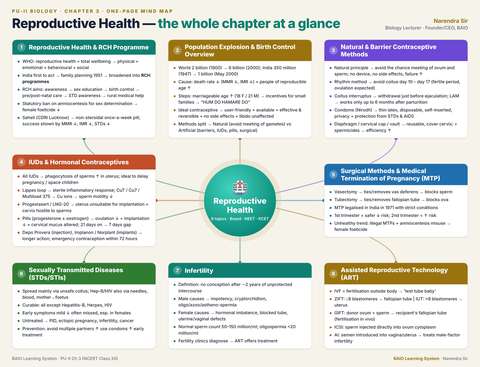 PU-II BIOLOGY · CHAPTER 3 · ONE-PAGE MIND MAP
Reproductive Health — the whole chapter at a glance
Narendra Sir
Biology Lecturer · Founder/CEO, BAIO
1 Reproductive Health & RCH Programme
WHO: reproductive health = total wellbeing → physical +
emotional + behavioural + social
India first to act → family planning 1951 → broadened into RCH
programmes
RCH aims: awareness → sex education → birth control →
pre/post-natal care → STD awareness → rural medical help
Statutory ban on amniocentesis for sex determination →
female foeticide ↓
Saheli (CDRI Lucknow) → non-steroidal once-a-week pill,
success shown by MMR ↓, IMR ↓, STDs ↓
2 Population Explosion & Birth Control
Overview
World 2 billion (1900) → 6 billion (2000); India 350 million
(1947) → 1 billion (May 2000)
Cause: death rate ↓ (MMR ↓, IMR ↓) + people of reproductive
age ↑
Steps: marriageable age ↑ (18 F / 21 M) + incentives for small
families → "HUM DO HAMARE DO"
Ideal contraceptive → user-friendly + available + effective &
reversible + no side effects + libido unaffected
Methods split → Natural (avoid meeting of gametes) vs
Artificial (barriers, IUDs, pills, surgical)
3 Natural & Barrier Contraceptive
Methods
Natural principle → avoid the chance meeting of ovum and
sperm; no device, no side effects, failure ↑
Rhythm method → avoid coitus day 10–17 (fertile period,
ovulation expected)
Coitus interruptus → withdrawal just before ejaculation; LAM
→ works only up to 6 months after parturition
Condoms (Nirodh) → thin latex, disposable, self-inserted,
privacy + protection from STDs & AIDS
Diaphragm / cervical cap / vault → reusable, cover cervix +
spermicides → efficiency ↑
4 IUDs & Hormonal Contraceptives
All IUDs → phagocytosis of sperms ↑ in uterus; ideal to delay
pregnancy / space children
Lippes loop → sterile inflammatory response; CuT / Cu7 /
Multiload 375 → Cu ions → sperm motility ↓
Progestasert / LNG-20 → uterus unsuitable for implantation +
cervix hostile to sperms
Pills (progestins ± oestrogen) → ovulation ✕ + implantation
↓ + cervical mucus altered; 21 days on → 7 days gap
Depo Provera (injection), Implanon / Norplant (implants) →
longer action; emergency contraception within 72 hours
Reproductive
Health
5 Surgical Methods & Medical
Termination of Pregnancy (MTP)
Vasectomy → ties/removes vas deferens → blocks sperm
Tubectomy → ties/removes fallopian tube → blocks ova
MTP legalised in India in 1971 with strict conditions
1st trimester = safer & risk; 2nd trimester = ↑ risk
Unhealthy trend: illegal MTPs + amniocentesis misuse →
female foeticide
6 Sexually Transmitted Diseases
(STDs/STIs)
Spread mainly via unsafe coitus; Hep-B/HIV also via needles,
blood, mother→foetus
Curable: all except Hepatitis-B, herpes, HIV
Early symptoms mild ⇒ often missed, esp. in females
Untreated → PID, ectopic pregnancy, infertility, cancer
Prevention: avoid multiple partners ↑ use condoms ↑ early
treatment
7 Infertility
Definition: no conception after ~2 years of unprotected
intercourse
Male causes → impotency, cryptorchidism,
oligo/azoo/astheno-spermia
Female causes → hormonal imbalance, blocked tube,
uterine/vaginal defects
Normal sperm count 50–150 million/ml; oligospermia <20
million/ml
Fertility clinics diagnose → ART offers treatment
8 Assisted Reproductive Technology
(ART)
IVF = fertilisation outside body → "test tube baby"
ZIFT: ≤8 blastomeres → fallopian tube | IUT: >8 blastomeres →
uterus
GIFT: donor ovum + sperm → recipient's fallopian tube
(fertilisation in vivo)
ICSI: sperm injected directly into ovum cytoplasm
AI: semen introduced into vagina/uterus → treats male factor
infertility
BAIO Learning System · PU-II Ch-3 (NCERT Class XII)
BAIO Learning System · Narendra Sir